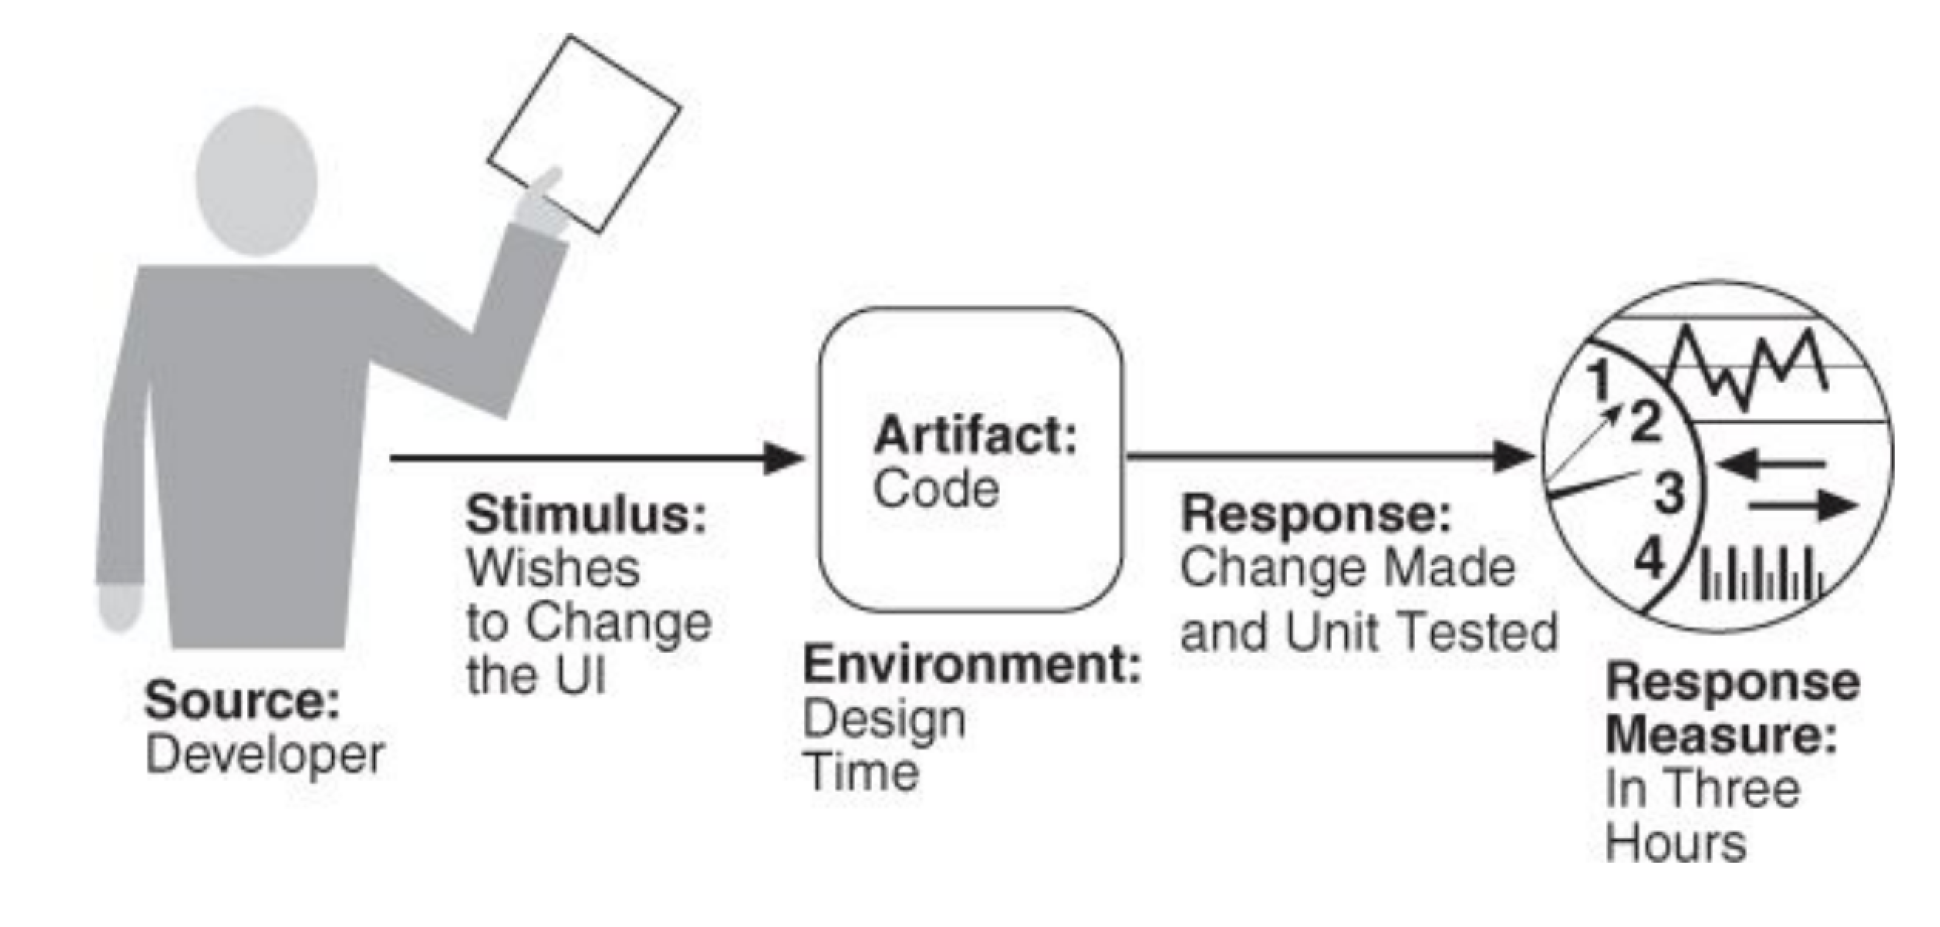 Source:
Developer
Stimulus:
Wishes
to Change
the UI
Artifact:
Code
Environment:
Design
Time
Response:
Change Made
and Unit Tested
1
2
3
4
Response
Measure:
In Three
Hours